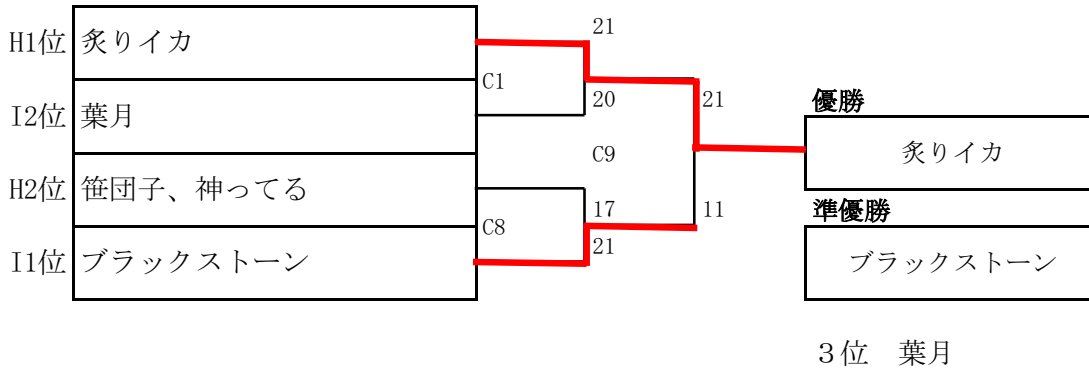 21
H1位 炙りイカ
C1
21
優勝
I2位 葉月
20
C9
炙りイカ
H2位 笹団子、神ってる
17
11
準優勝
C8
I1位 ブラックストーン
21
ブラックストーン
3位 葉月